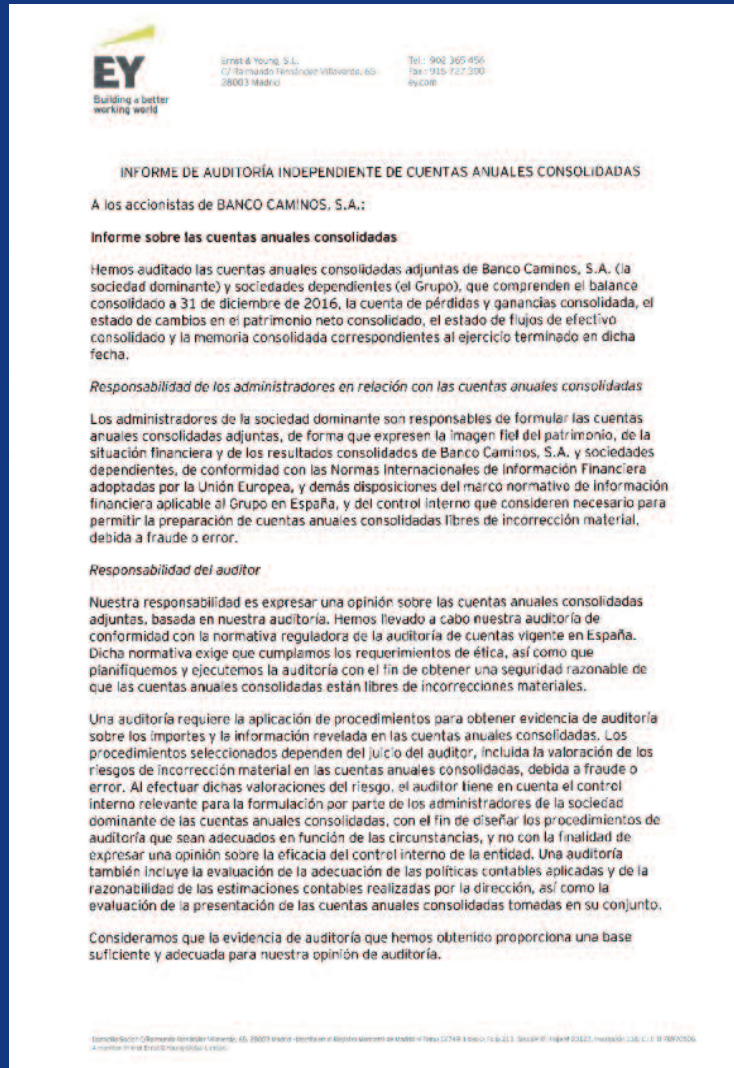 EY
Building a better
working world
Ernst & Young, S.L.
C/ Raimundo Fernández Villaverde, 65
28003 Madrid
Tel.: 902 365 456
Fax.: 915 727 300
ey.com
INFORME DE AUDITORÍA INDEPENDIENTE DE CUENTAS ANUALES CONSOLIDADAS
A los accionistas de BANCO CAMINOS, S.A.:
Informe sobre las cuentas anuales consolidadas
Hemos auditado las cuentas anuales consolidadas adjuntas de Banco Caminos, S.A. (la
sociedad dominante) y sociedades dependientes (el Grupo), que comprenden el balance
consolidado a 31 de diciembre de 2016, la cuenta de pérdidas y ganancias consolidada, el
estado de cambios en el patrimonio neto consolidado, el estado de flujos de efectivo
consolidado y la memoria consolidada correspondientes al ejercicio terminado en dicha
fecha.
Responsabilidad de los administradores en relación con las cuentas anuales consolidadas
Los administradores de la sociedad dominante son responsables de formular las cuentas
anuales consolidadas adjuntas, de forma que expresen la imagen fiel del patrimonio, de la
situación financiera y de los resultados consolidados de Banco Caminos, S.A. y sociedades
dependientes, de conformidad con las Normas Internacionales de Información Financiera
adoptadas por la Unión Europea, y demás disposiciones del marco normativo de información
financiera aplicable al Grupo en España, y del control interno que consideren necesario para
permitir la preparación de cuentas anuales consolidadas libres de incorrección material,
debida a fraude o error.
Responsabilidad del auditor
Nuestra responsabilidad es expresar una opinión sobre las cuentas anuales consolidadas
adjuntas, basada en nuestra auditoría. Hemos llevado a cabo nuestra auditoría de
conformidad con la normativa reguladora de la auditoría de cuentas vigente en España.
Dicha normativa exige que cumplamos los requerimientos de ética, así como que
planifiquemos y ejecutemos la auditoría con el fin de obtener una seguridad razonable de
que las cuentas anuales consolidadas están libres de incorrecciones materiales.
Una auditoría requiere la aplicación de procedimientos para obtener evidencia de auditoría
sobre los importes y la información revelada en las cuentas anuales consolidadas. Los
procedimientos seleccionados dependen del juicio del auditor, incluida la valoración de los
riesgos de incorrección material en las cuentas anuales consolidadas, debida a fraude o
error. Al efectuar dichas valoraciones del riesgo, el auditor tiene en cuenta el control
interno relevante para la formulación por parte de los administradores de la sociedad
dominante de las cuentas anuales consolidadas, con el fin de diseñar los procedimientos de
auditoría que sean adecuados en función de las circunstancias, y no con la finalidad de
expresar una opinión sobre la eficacia del control interno de la entidad. Una auditoría
también incluye la evaluación de la adecuación de las políticas contables aplicadas y de la
razonabilidad de las estimaciones contables realizadas por la dirección, así como la
evaluación de la presentación de las cuentas anuales consolidadas tomadas en su conjunto.
Consideramos que la evidencia de auditoría que hemos obtenido proporciona una base
suficiente y adecuada para nuestra opinión de auditoría.